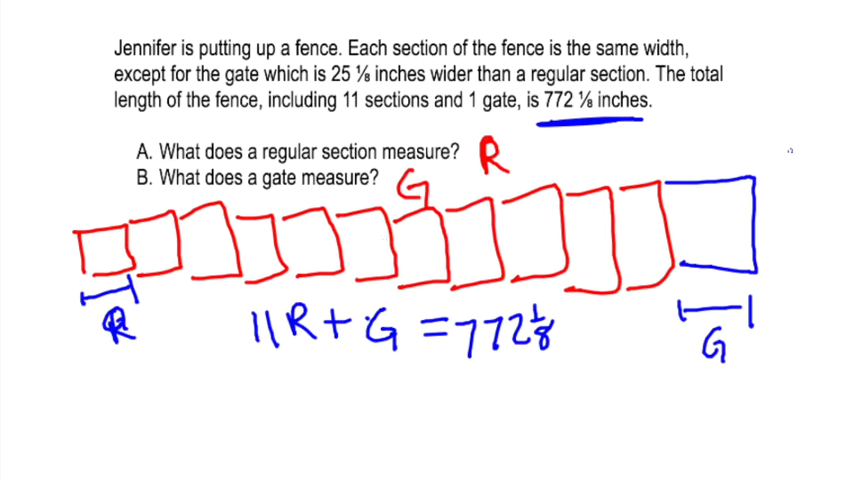 Jennifer is putting up a fence. Each section of the fence is the same width,
except for the gate which is 25 ⅛ inches wider than a regular section. The total
length of the fence, including 11 sections and 1 gate, is 772 ⅛ inches.
A. What does a regular section measure? R
B. What does a gate measure? G
R
11R + G = 772 ⅛
G